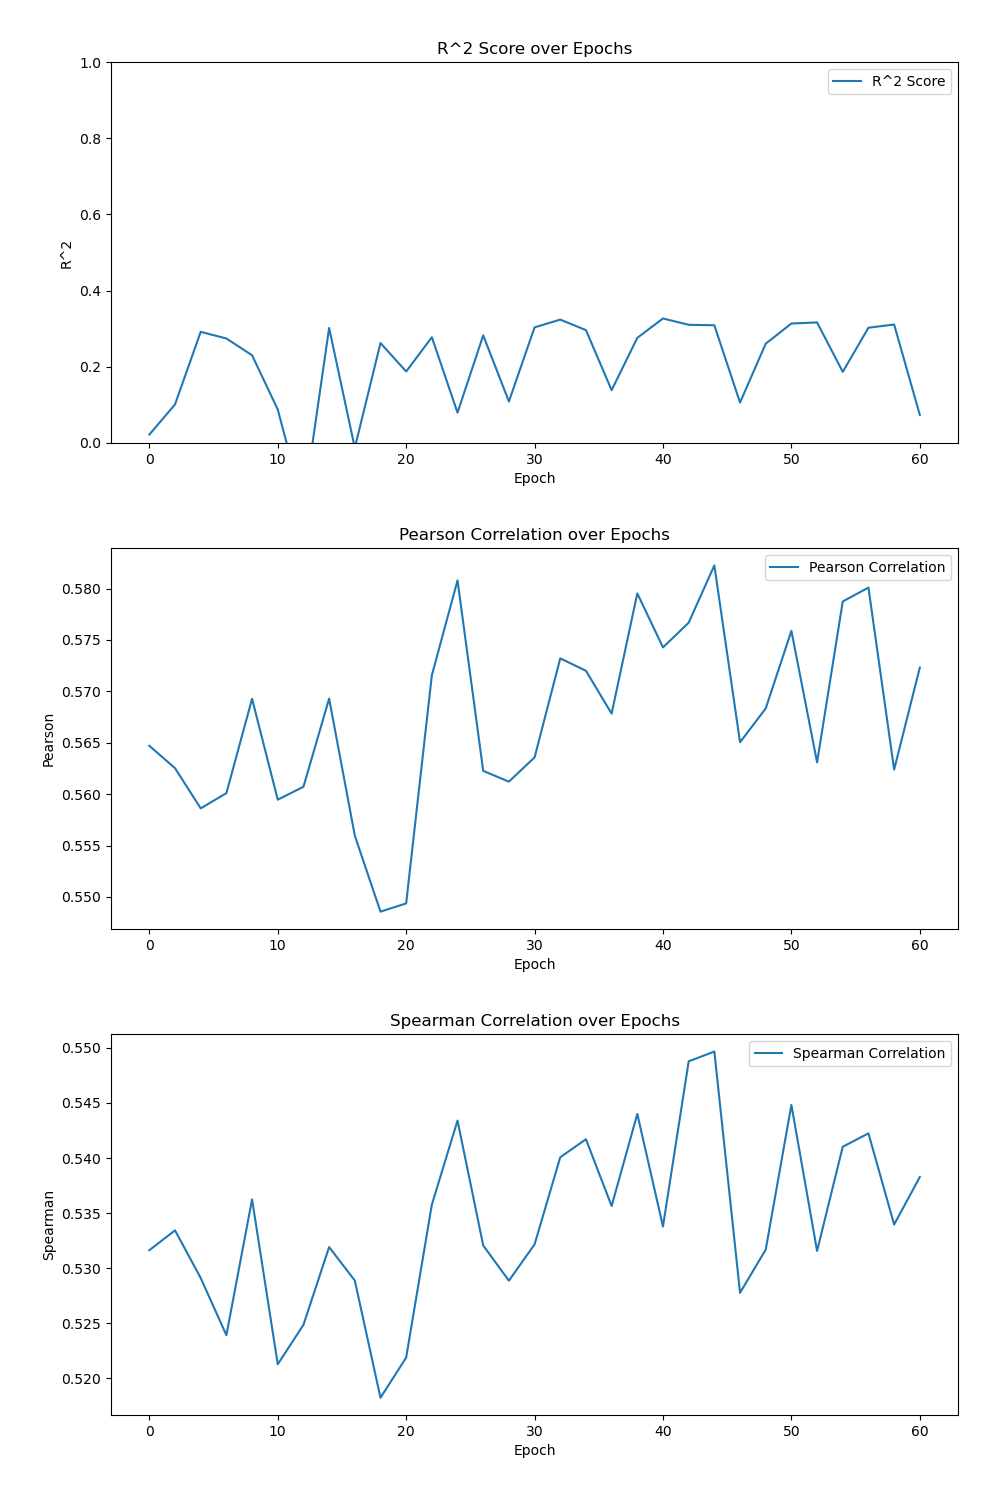 R^2 Score over Epochs
1.0
R^2 Score
0.8
0.6
R^2
0.4
0.2
0.0
0 10 20 30 40 50 60
Epoch
Pearson Correlation over Epochs
Pearson Correlation
0.580
0.575
0.570
Pearson
0.565
0.560
0.555
0.550
0 10 20 30 40 50 60
Epoch
Spearman Correlation over Epochs
0.550
Spearman Correlation
0.545
0.540
0.535
Spearman
0.530
0.525
0.520
0 10 20 30 40 50 60
Epoch